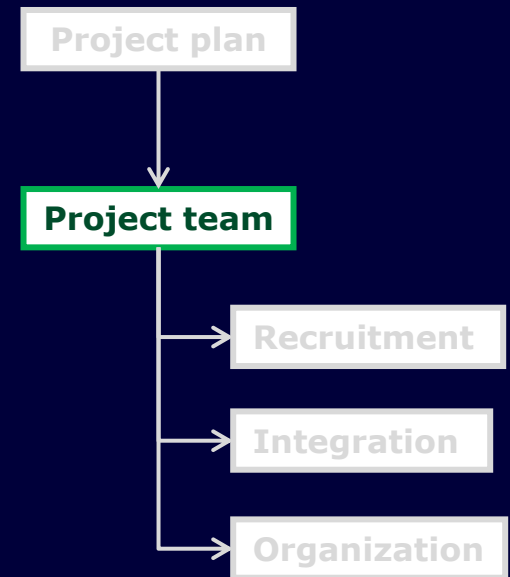 Project plan
Project team
Recruitment
Integration
Organization